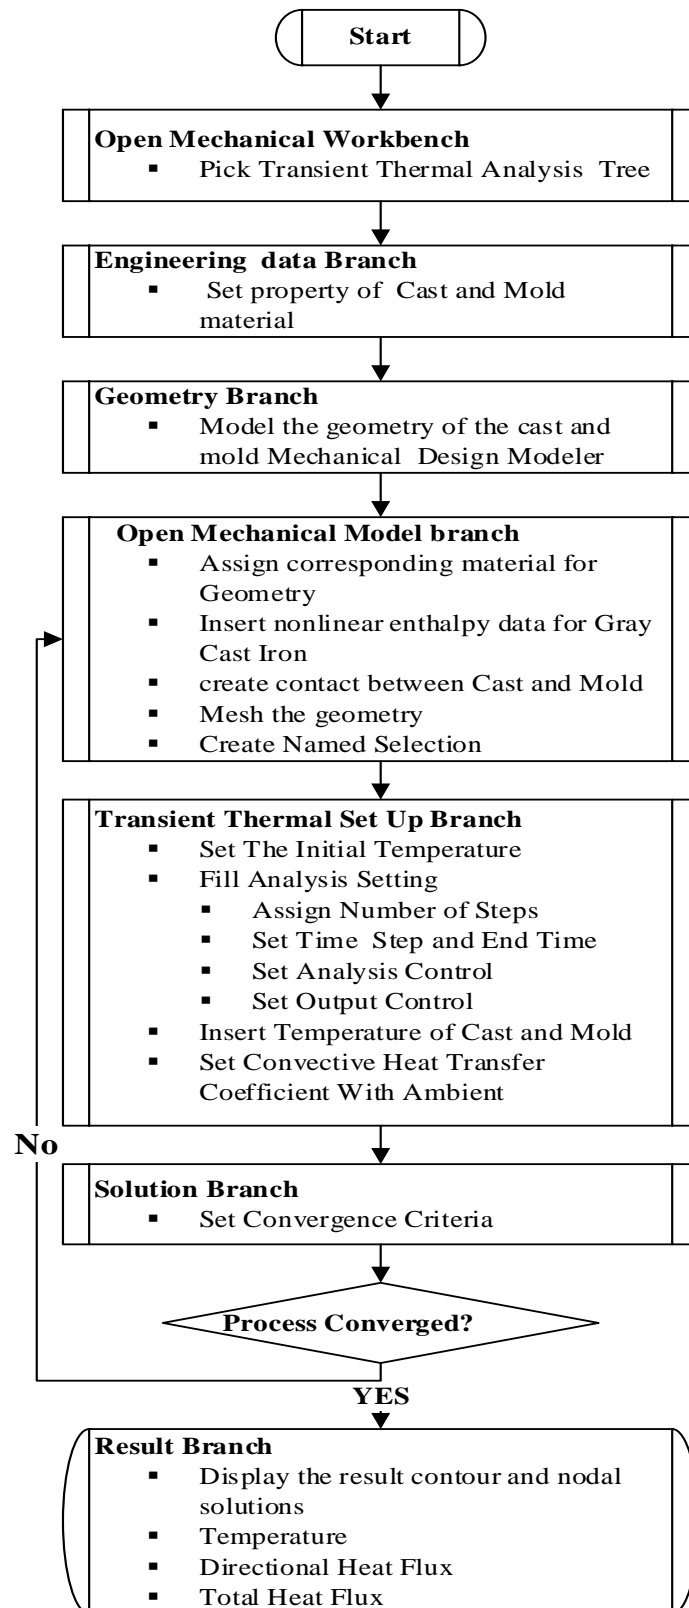 Start
Open Mechanical Workbench
▪ Pick Transient Thermal Analysis Tree
Engineering data Branch
▪ Set property of Cast and Mold
material
Geometry Branch
▪ Model the geometry of the cast and
mold Mechanical Design Modeler
Open Mechanical Model branch
▪ Assign corresponding material for
Geometry
▪ Insert nonlinear enthalpy data for Gray
Cast Iron
▪ create contact between Cast and Mold
▪ Mesh the geometry
▪ Create Named Selection
Transient Thermal Set Up Branch
▪ Set The Initial Temperature
▪ Fill Analysis Setting
▪ Assign Number of Steps
▪ Set Time Step and End Time
▪ Set Analysis Control
▪ Set Output Control
▪ Insert Temperature of Cast and Mold
▪ Set Convective Heat Transfer
Coefficient With Ambient
No
Solution Branch
▪ Set Convergence Criteria
Process Converged?
YES
Result Branch
▪ Display the result contour and nodal
solutions
▪ Temperature
▪ Directional Heat Flux
▪ Total Heat Flux